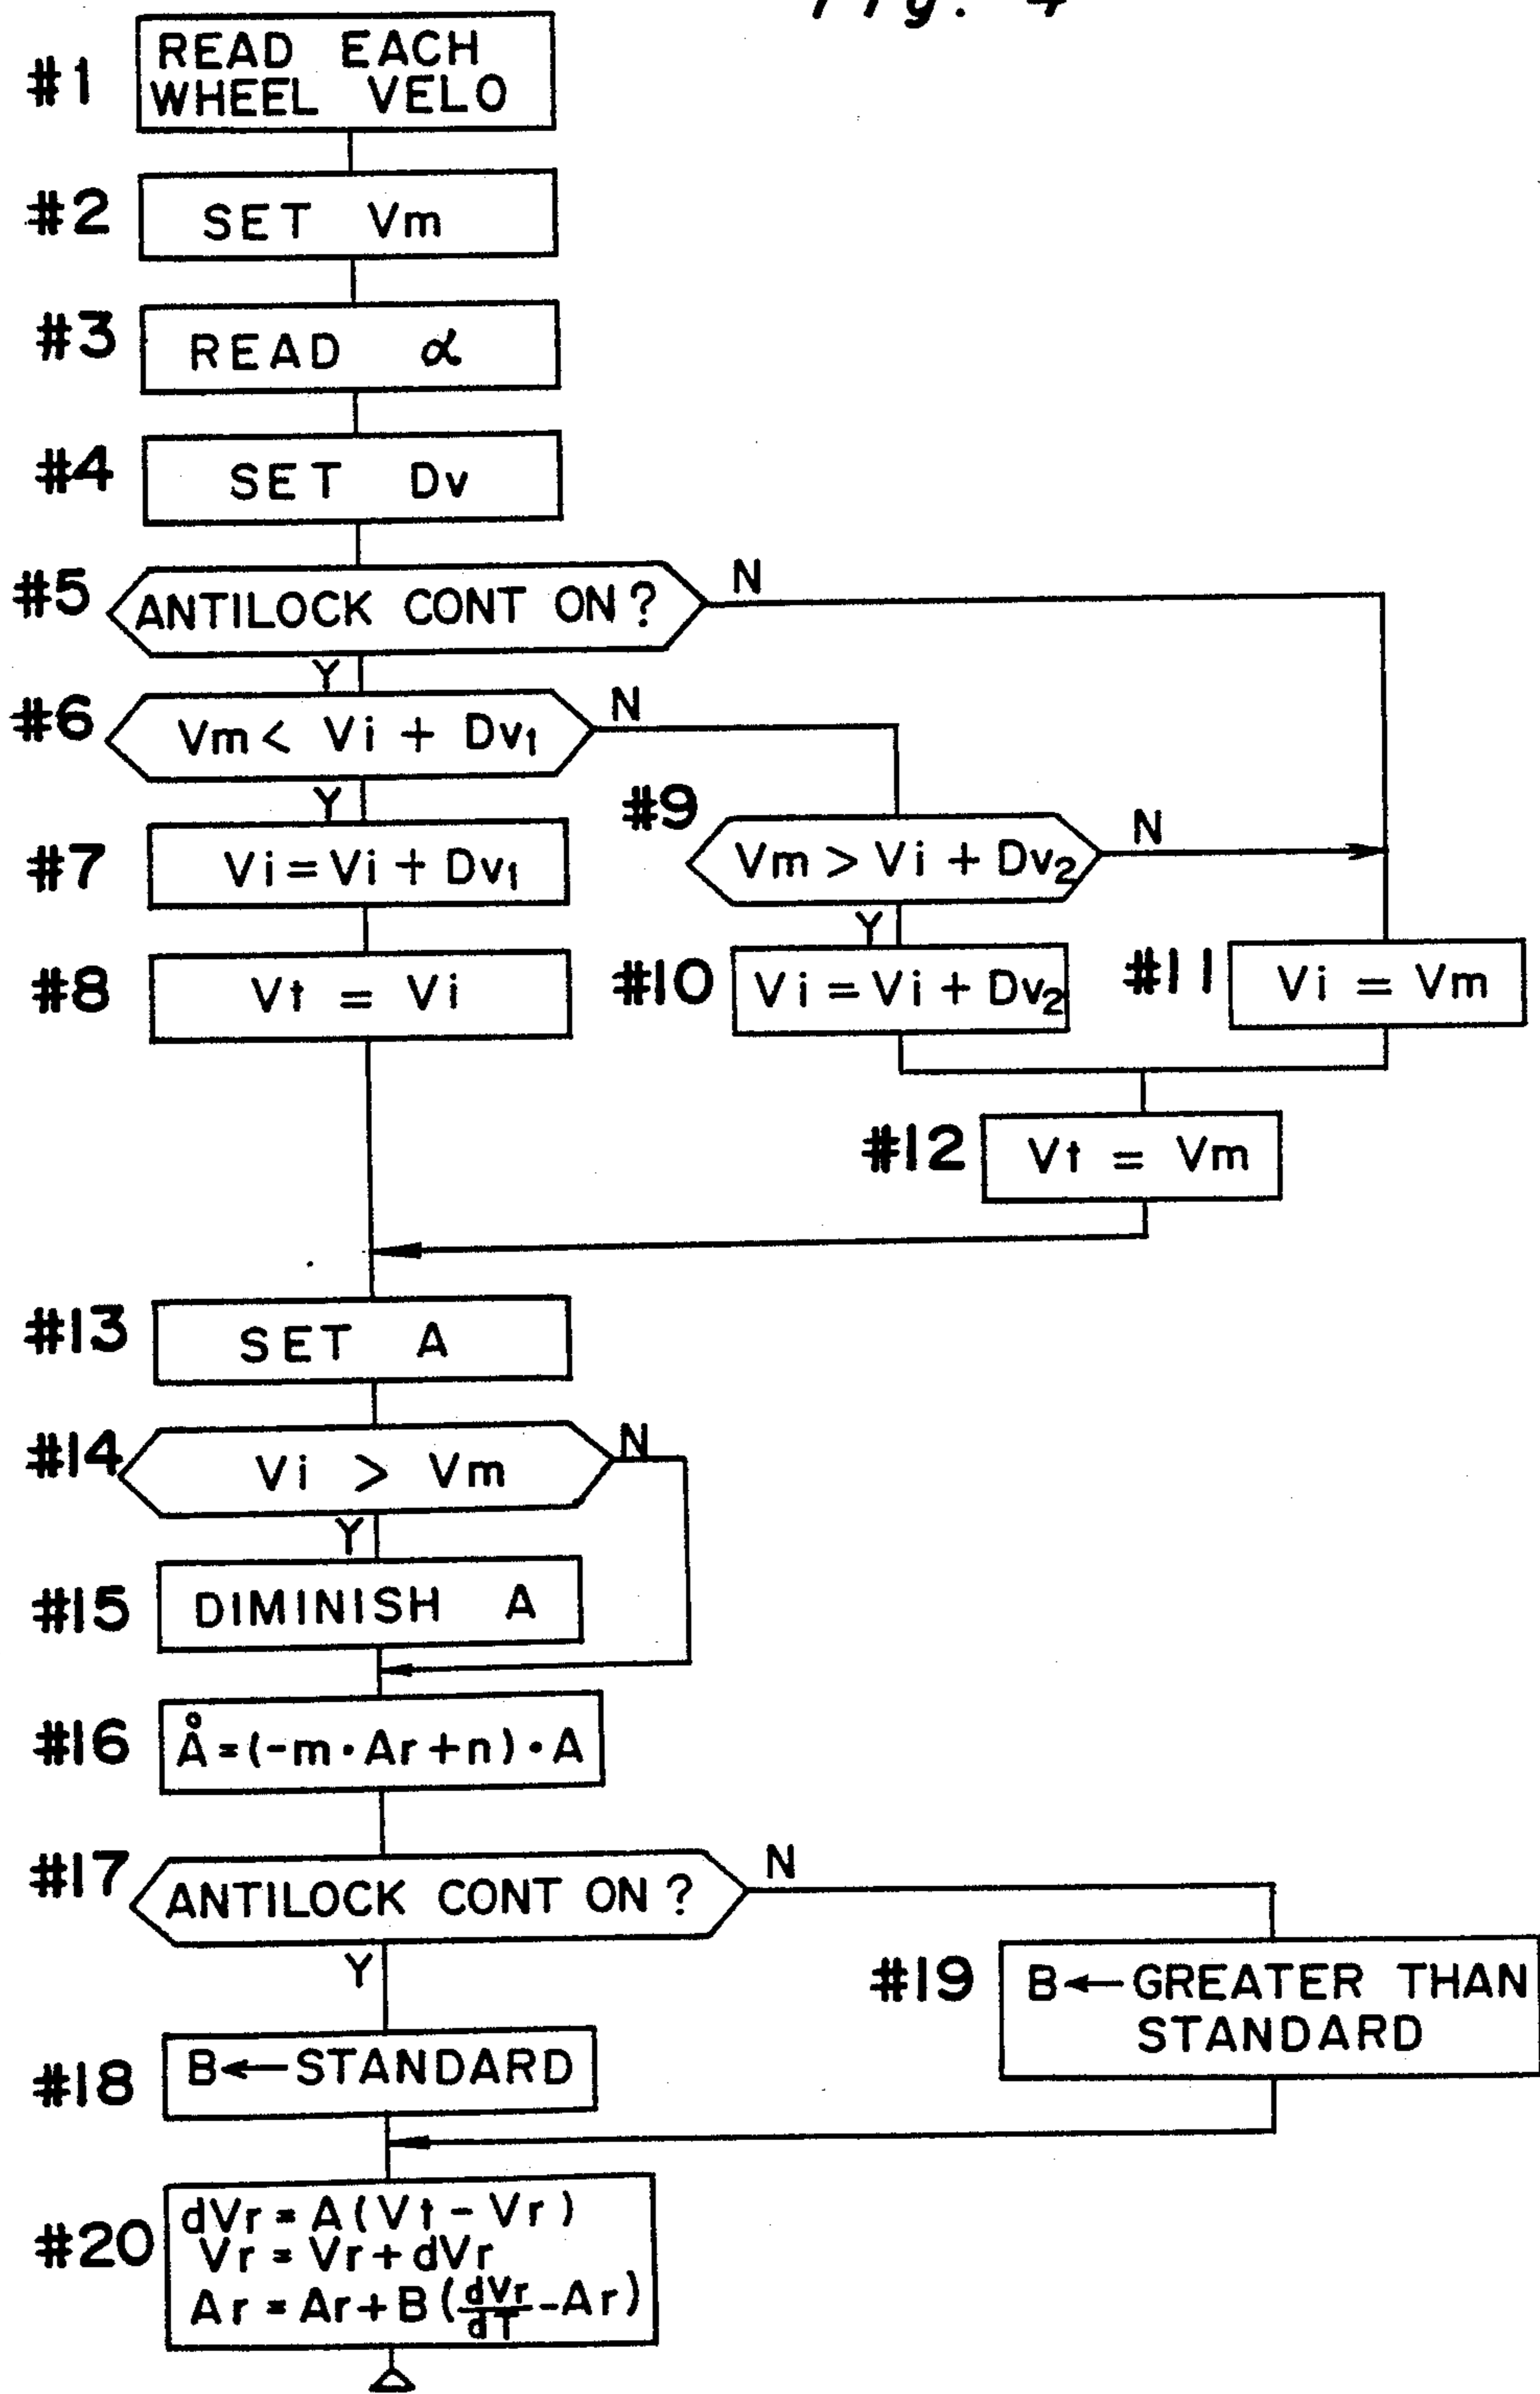 Fig. 4
#1 READ EACH
WHEEL VELO
#2 SET Vm
#3 READ α
#4 SET Dv
#5 ANTILOCK CONT ON? N
Y
#6 Vm < Vi + Dv1 N
Y
#7 Vi = Vi + Dv1
#8 Vt = Vi
#9 Vm > Vi + Dv2 N
Y
#10 Vi = Vi + Dv2
#11 Vi = Vm
#12 Vt = Vm
#13 SET A
#14 Vi > Vm N
Y
#15 DIMINISH A
#16 Å=(-m·Ar+n)·A
#17 ANTILOCK CONT ON? N
Y
#18 B←STANDARD
#19 B←GREATER THAN
STANDARD
#20 dVr = A(Vt - Vr)
Vr = Vr + dVr
Ar = Ar + B(dVr/dT - Ar)